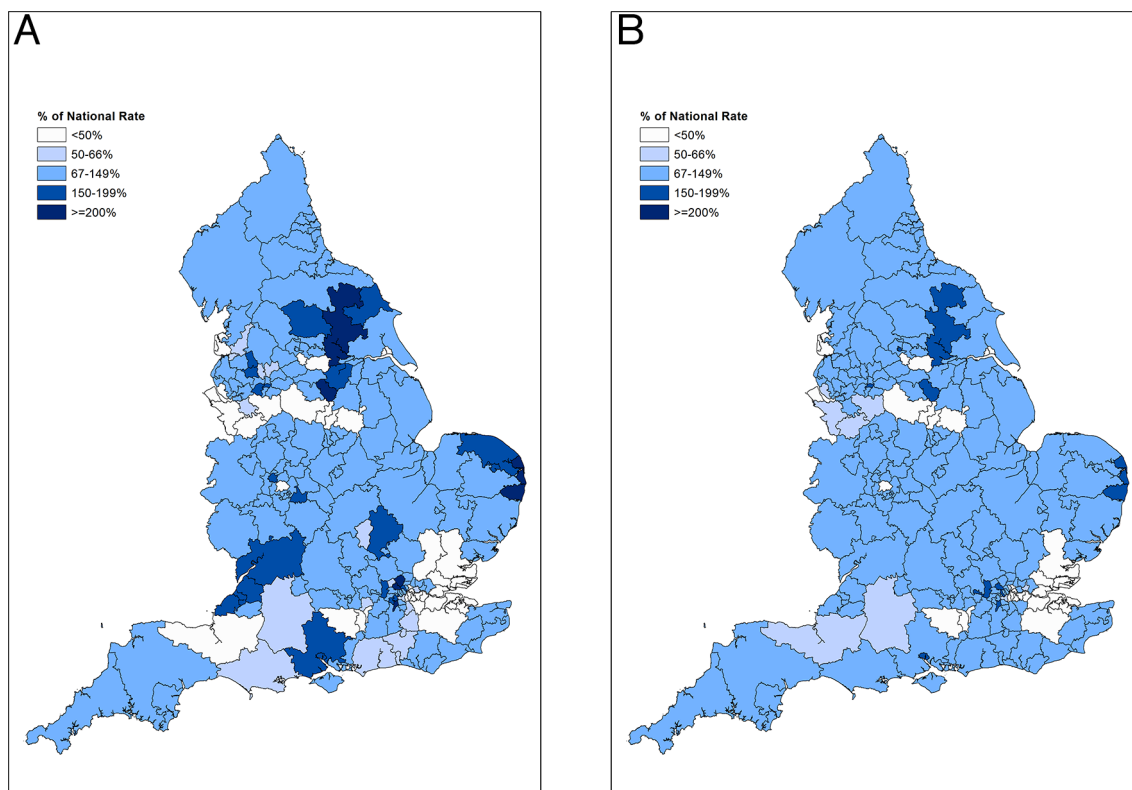 A
% of National Rate
<50%
50-66%
67-149%
150-199%
>=200%
B
% of National Rate
<50%
50-66%
67-149%
150-199%
>=200%